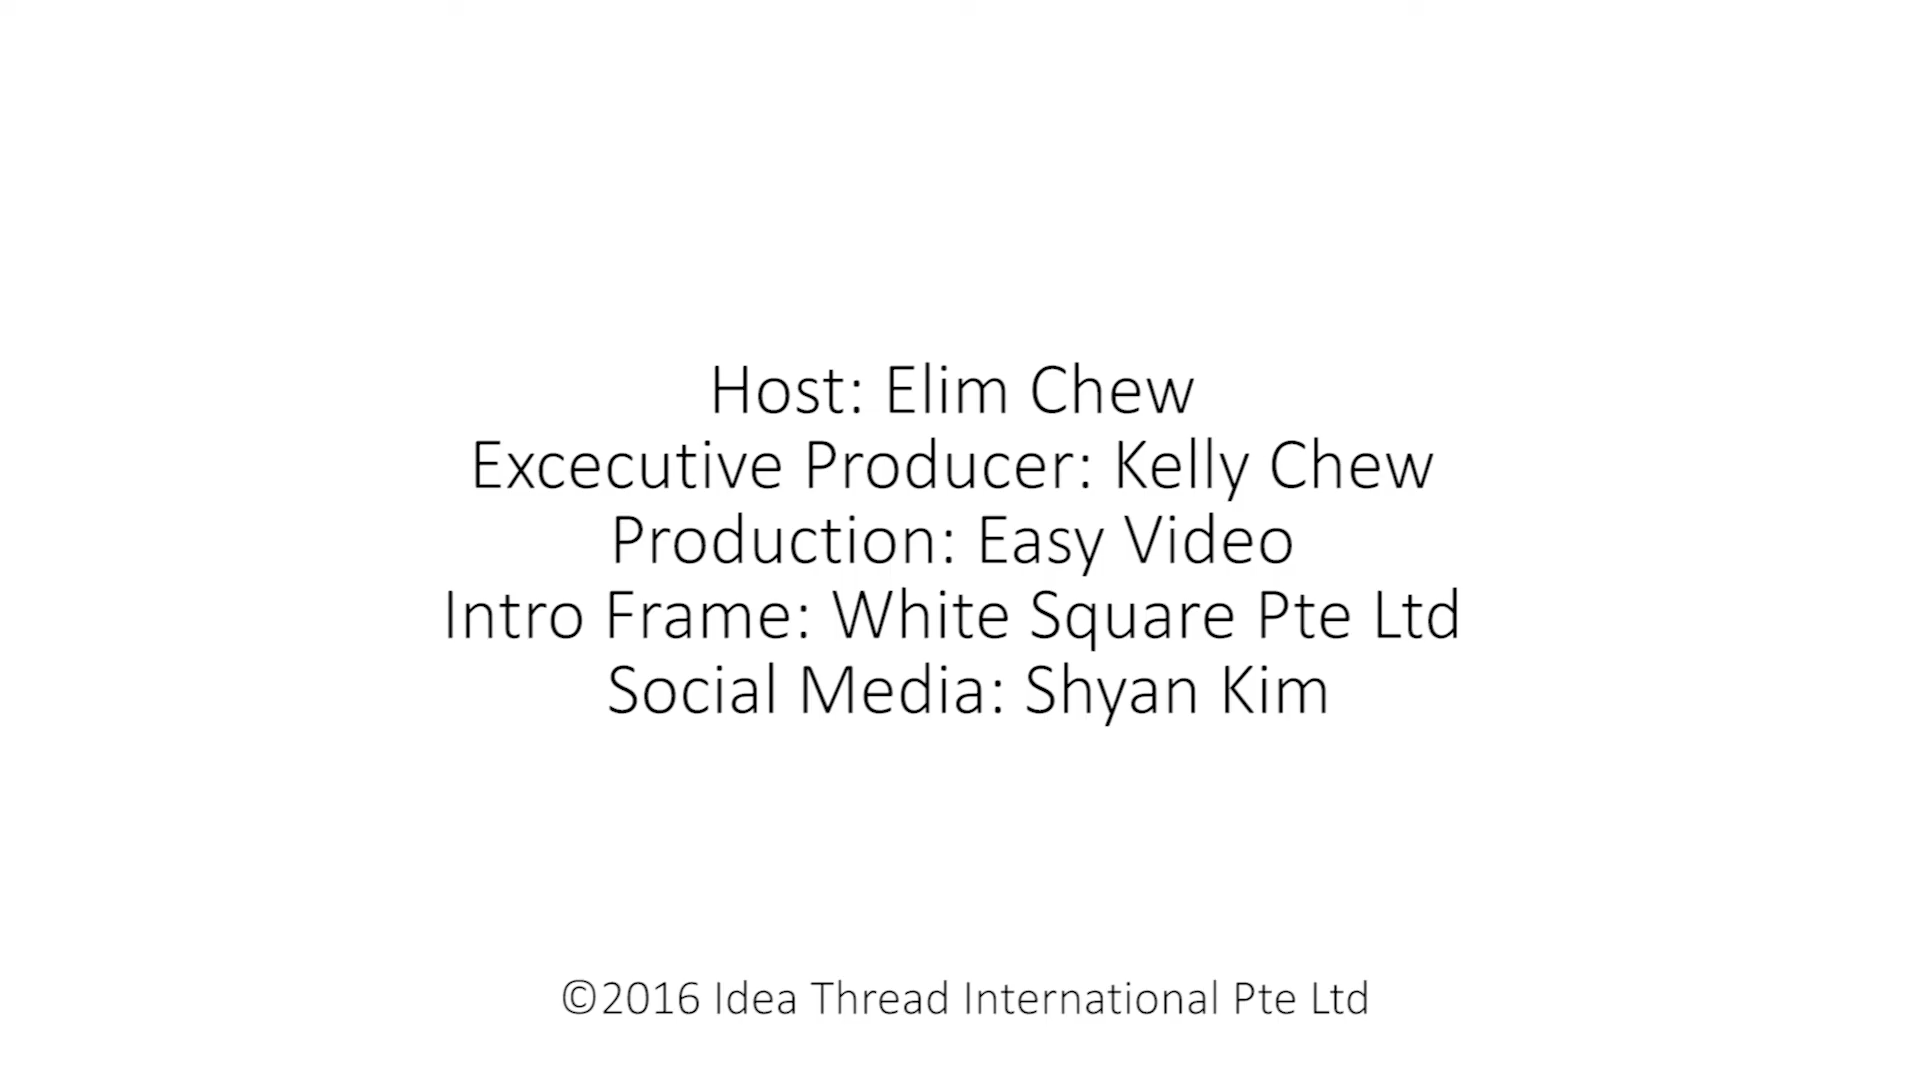 Host: Elim Chew
Excecutive Producer: Kelly Chew
Production: Easy Video
Intro Frame: White Square Pte Ltd
Social Media: Shyan Kim
©2016 Idea Thread International Pte Ltd